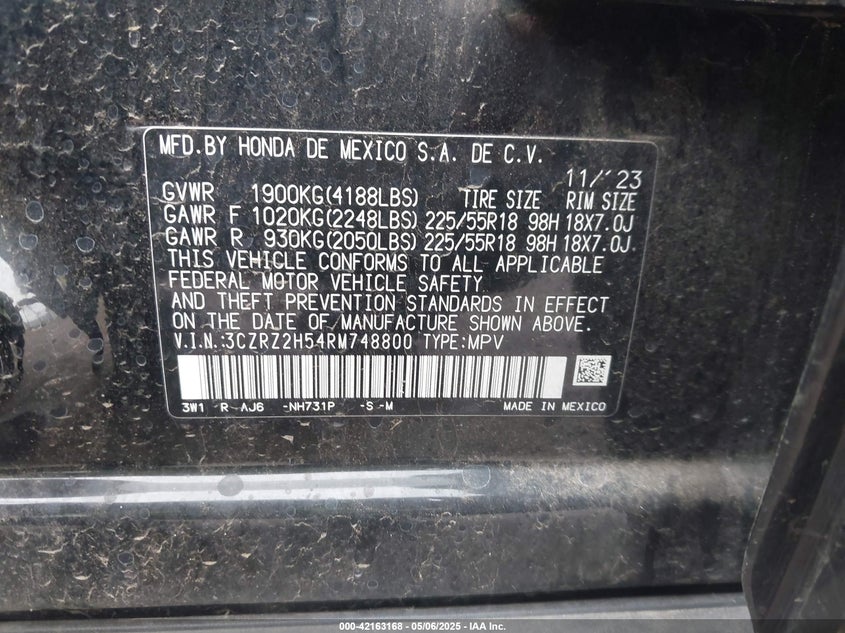 MFD.BY HONDA DE MEXICO S.A. DE C.V.
11/'23
GVWR 1900KG(4188LBS) TIRE SIZE RIM SIZE
GAWR F 1020KG(2248LBS) 225/55R18 98H 18X7.0J
GAWR R 930KG(2050LBS) 225/55R18 98H 18X7.0J
THIS VEHICLE CONFORMS TO ALL APPLICABLE
FEDERAL MOTOR VEHICLE SAFETY
AND THEFT PREVENTION STANDARDS IN EFFECT
ON THE DATE OF MANUFACTURE SHOWN ABOVE.
V.I.N.:3CZRZ2H54RM748800 TYPE:MPV
3W1 R AJ6 -NH731P -S -M MADE IN MEXICO
000-42163168 - 05/06/2025 - IAA Inc.